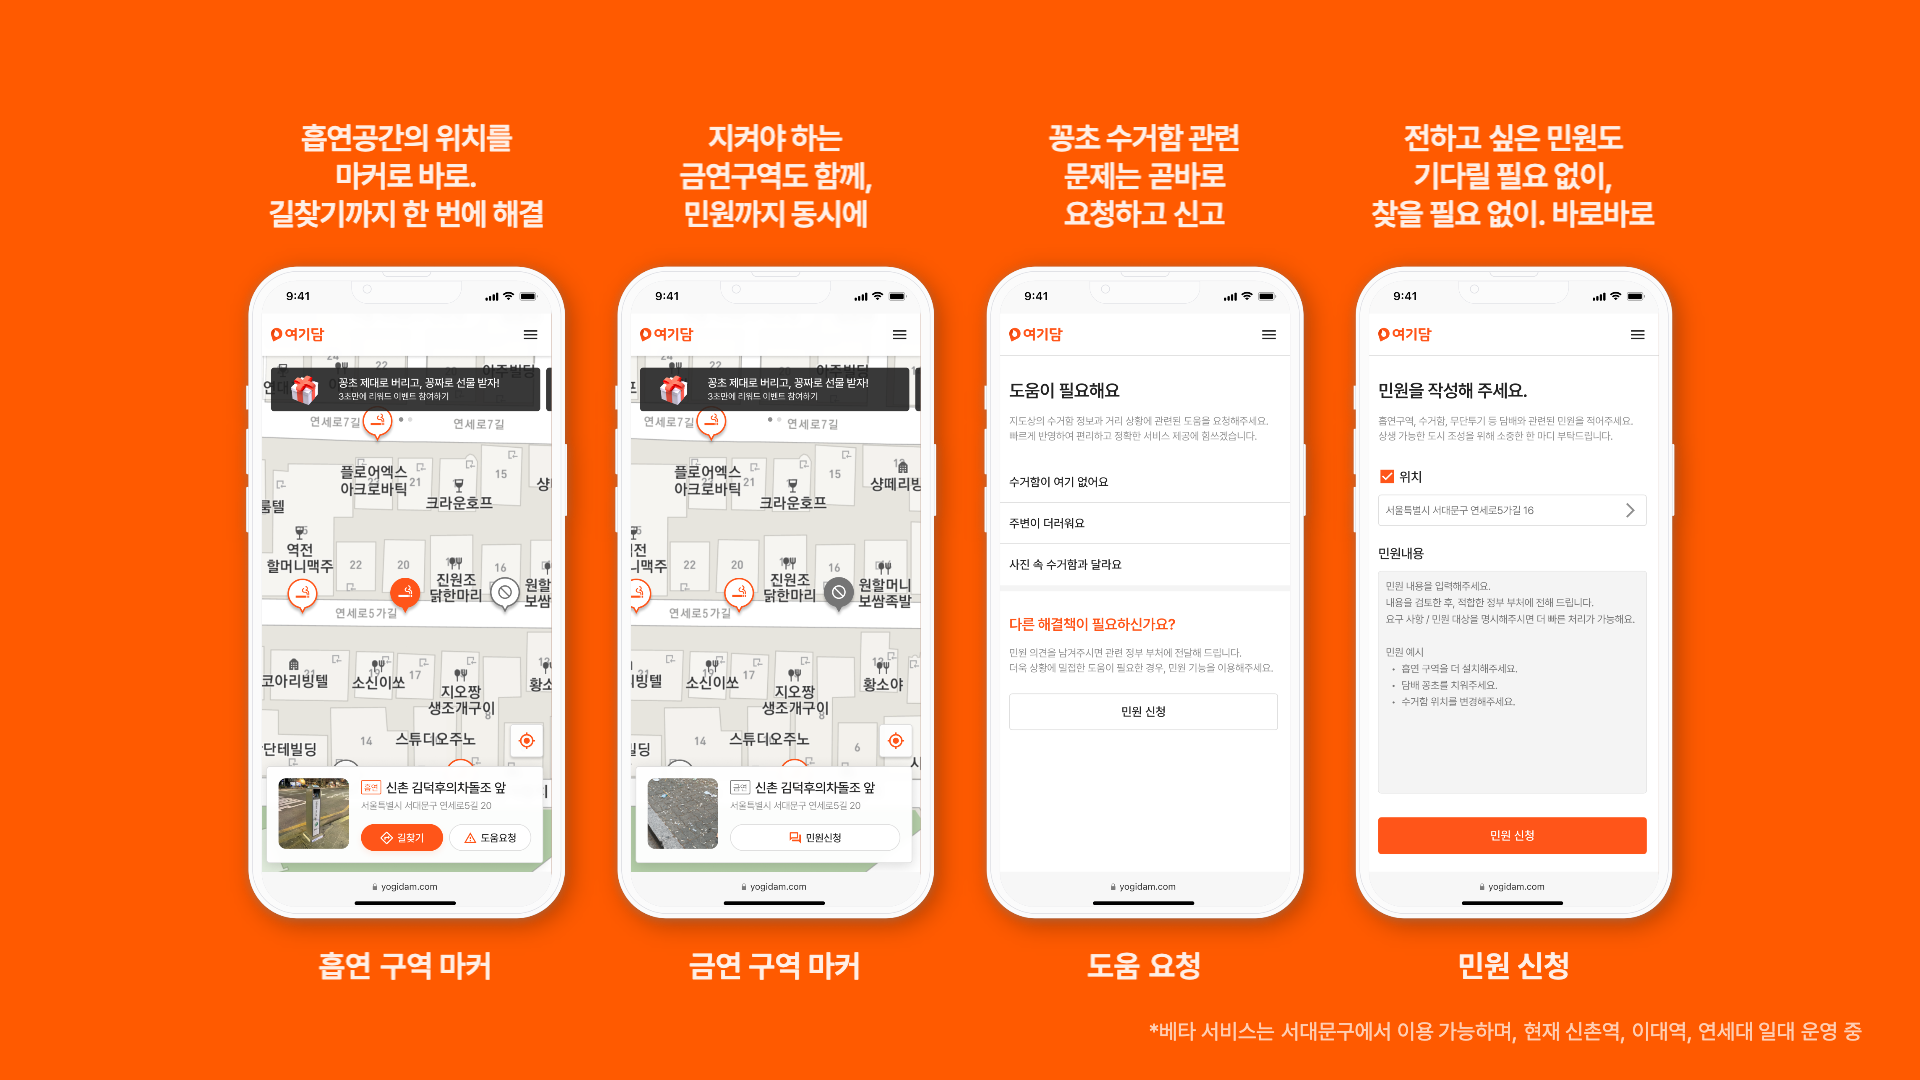 흡연공간의 위치를
마커로 바로.
길찾기까지 한 번에 해결
지켜야 하는
금연구역도 함께,
민원까지 동시에
꽁초 수거함 관련
문제는 곧바로
요청하고 신고
전하고 싶은 민원도
기다릴 필요 없이,
찾을 필요 없이. 바로바로
9:41
여기담
꽁초 제대로 버리고, 꽁짜로 선물 받자!
3초만에 리워드 이벤트 참여하기
연세로7길
연세로7길
플로어엑스
아크로바틱
21
15
크라운호프
룸텔
역전
할머니맥주
22
20
진원조
닭한마리
16
원할머니
보쌈족발
연세로5가길
코아리빙텔
소신이쏘
17
지오짱
생조개구이
8
황소
14
스튜디오주노
단테빌딩
흡연
신촌 김덕후의차돌조 앞
서울특별시 서대문구 연세로5길 20
길찾기
도움요청
yogidam.com
9:41
여기담
꽁초 제대로 버리고, 꽁짜로 선물 받자!
3초만에 리워드 이벤트 참여하기
연세로7길
연세로7길
플로어엑스
아크로바틱
21
15
크라운호프
샹떼리빙
전
니맥주
22
20
진원조
닭한마리
16
원할머니
보쌈족발
연세로5가길
리빙텔
소신이쏘
17
지오짱
생조개구이
8
황소야
14
스튜디오주노
6
빌딩
금연
신촌 김덕후의차돌조 앞
서울특별시 서대문구 연세로5길 20
민원신청
yogidam.com
9:41
여기담
도움이 필요해요
지도상의 수거함 정보과 거리 상황에 관련된 도움을 요청해주세요.
빠르게 반영하여 편리하고 정확한 서비스 제공에 힘쓰겠습니다.
수거함이 여기 없어요
주변이 더러워요
사진 속 수거함과 달라요
다른 해결책이 필요하신가요?
민원 의견을 남겨주시면 관련 정부 부처에 전달해 드립니다.
더욱 상황에 밀접한 도움이 필요한 경우, 민원 기능을 이용해주세요.
민원 신청
yogidam.com
9:41
여기담
민원을 작성해 주세요.
흡연구역, 수거함, 무단투기 등 담배와 관련된 민원을 적어주세요.
상생 가능한 도시 조성을 위해 소중한 한 마디 부탁드립니다.
위치
서울특별시 서대문구 연세로5가길 16
민원내용
민원 내용을 입력해주세요.
내용을 검토한 후, 적합한 정부 부처에 전해 드립니다.
요구 사항 / 민원 대상을 명시해주시면 더 빠른 처리가 가능해요.
민원 예시
• 흡연 구역을 더 설치해주세요.
• 담배 꽁초를 치워주세요.
• 수거함 위치를 변경해주세요.
민원 신청
yogidam.com
흡연 구역 마커
금연 구역 마커
도움 요청
민원 신청
*베타 서비스는 서대문구에서 이용 가능하며, 현재 신촌역, 이대역, 연세대 일대 운영 중